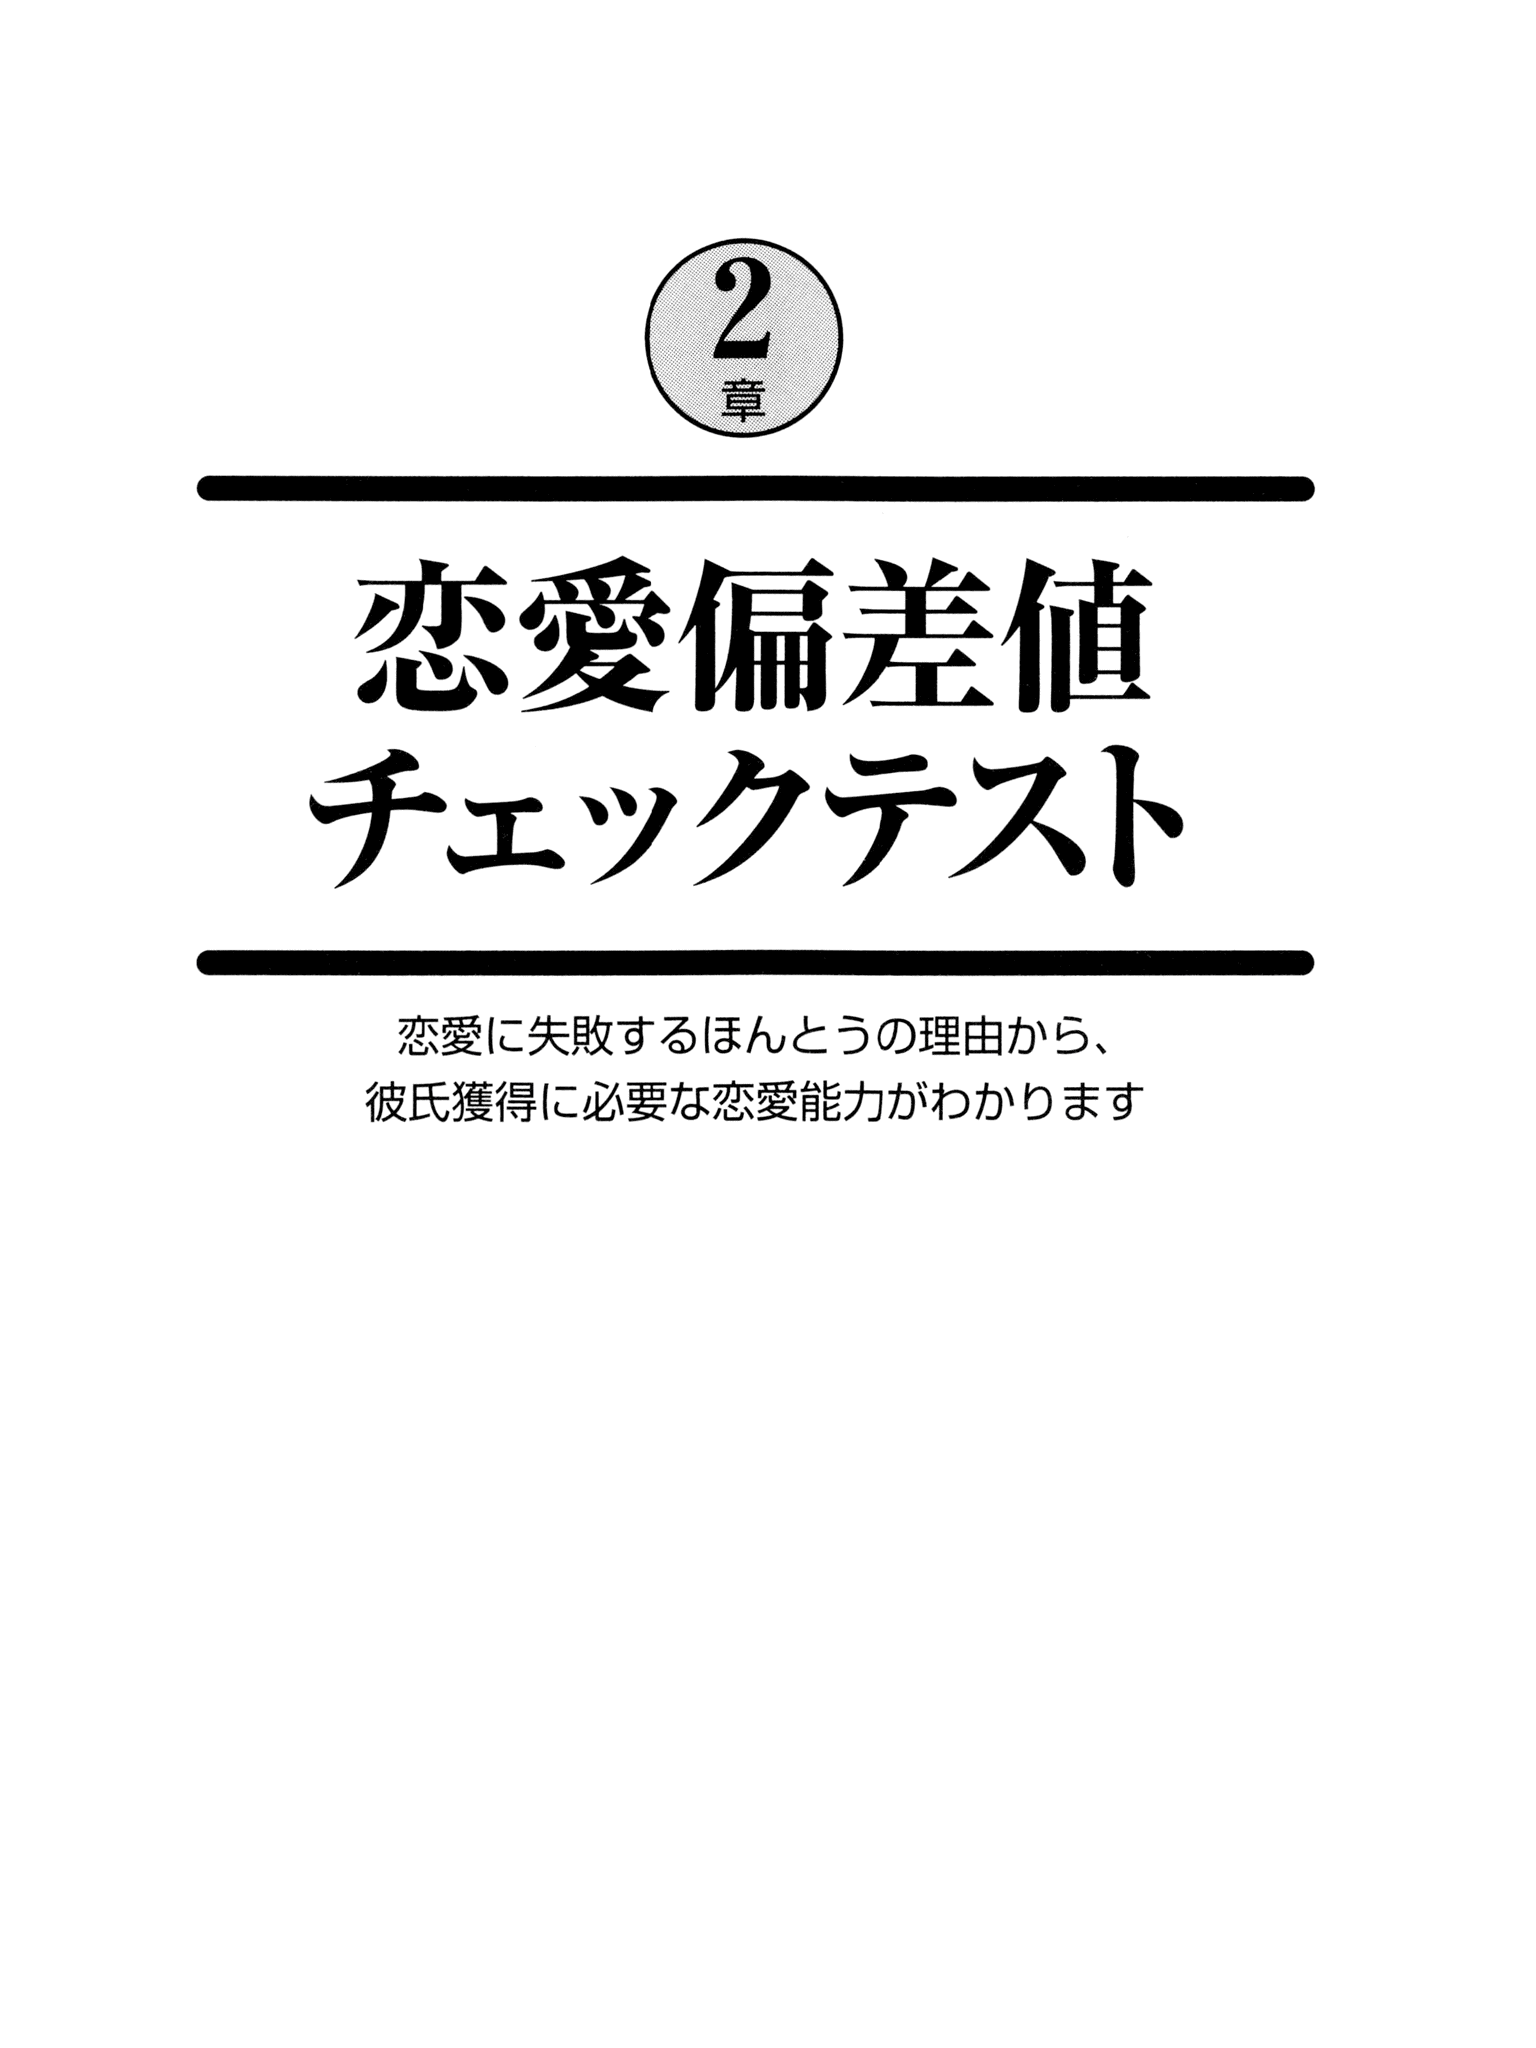 2
章
恋愛偏差値
チェックテスト
恋愛に失敗するほんとうの理由から、
彼氏獲得に必要な恋愛能力がわかります